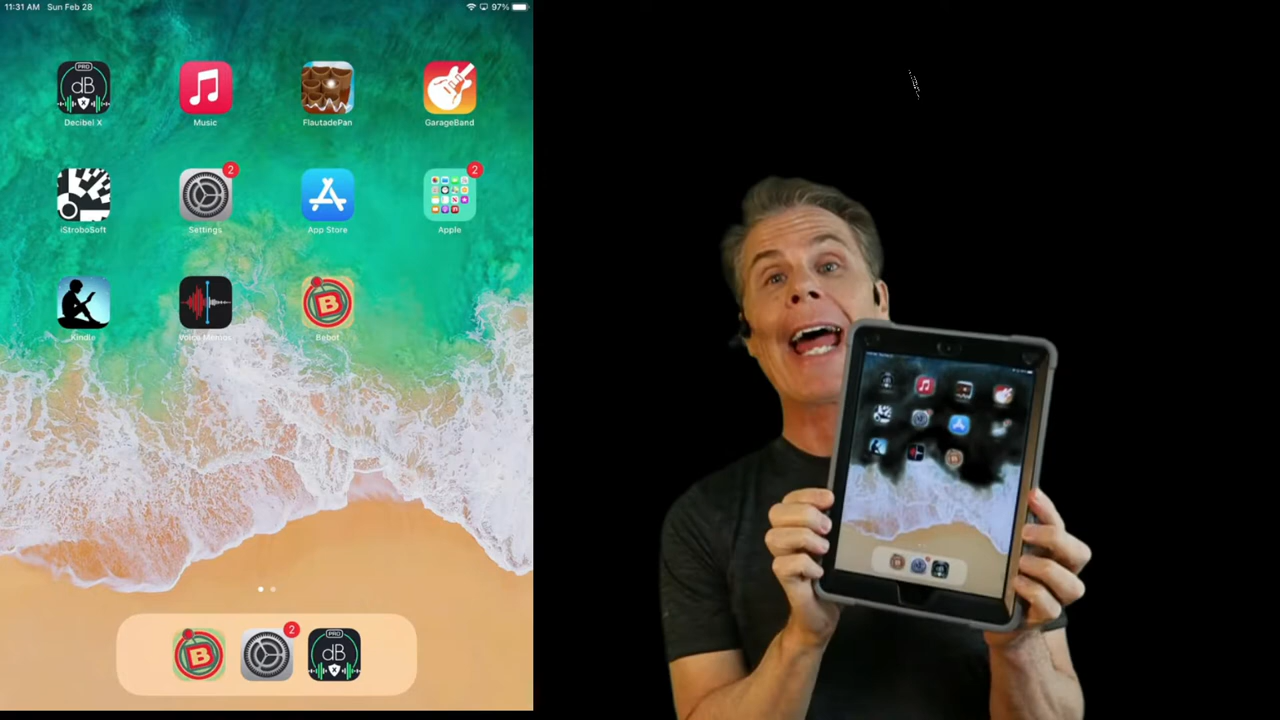 11:31 AM Sun Feb 28 97%
PRO
dB
Decibel X Music FlautadePan GarageBand
2 2
iStroboSoft Settings App Store Apple
B
Kindle Voice Memos Bebot
2
PRO
B dB